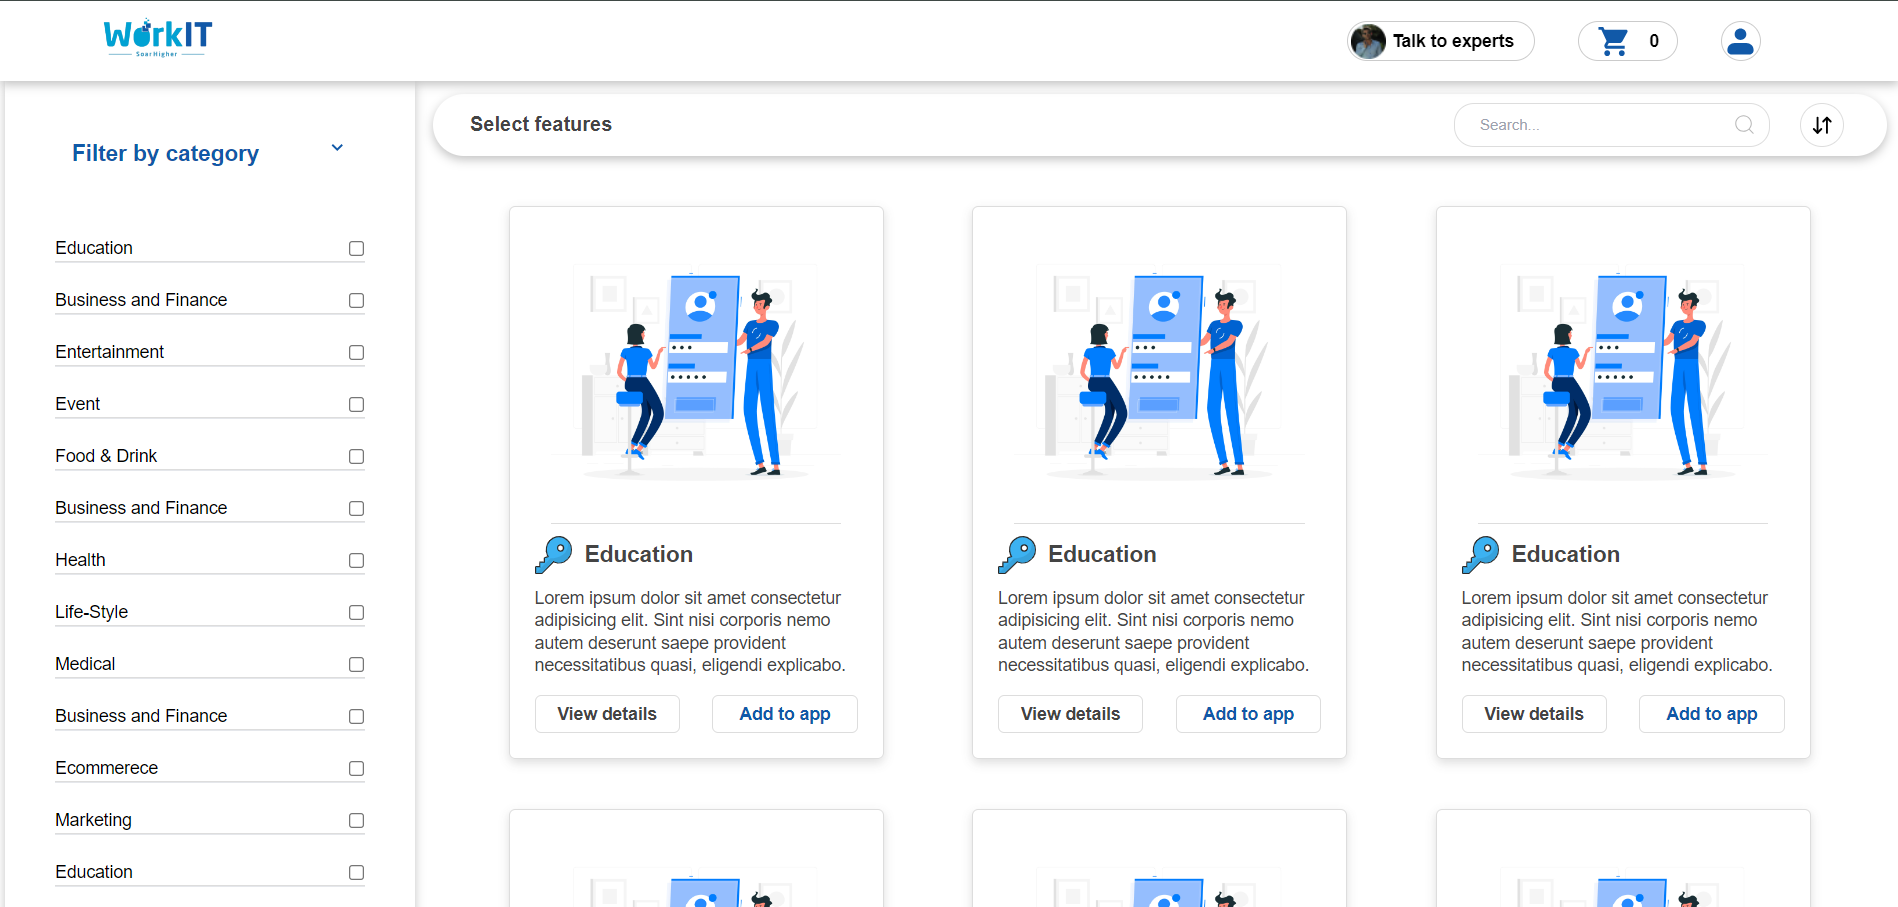 WorkIT
SoarHigher
Talk to experts
0
Filter by category
Education
Business and Finance
Entertainment
Event
Food & Drink
Business and Finance
Health
Life-Style
Medical
Business and Finance
Ecommerece
Marketing
Education
Select features
Search...
Education
Lorem ipsum dolor sit amet consectetur
adipisicing elit. Sint nisi corporis nemo
autem deserunt saepe provident
necessitatibus quasi, eligendi explicabo.
View details
Add to app
Education
Lorem ipsum dolor sit amet consectetur
adipisicing elit. Sint nisi corporis nemo
autem deserunt saepe provident
necessitatibus quasi, eligendi explicabo.
View details
Add to app
Education
Lorem ipsum dolor sit amet consectetur
adipisicing elit. Sint nisi corporis nemo
autem deserunt saepe provident
necessitatibus quasi, eligendi explicabo.
View details
Add to app